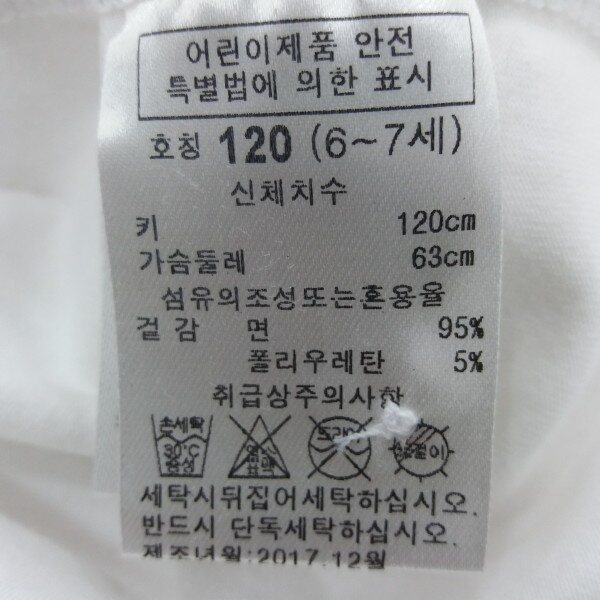 어린이제품 안전
특별법에 의한 표시
호칭 120 (6~7세)
신체치수
키 120cm
가슴둘레 63cm
섬유의조성또는혼용율
겉감 면 95%
폴리우레탄 5%
취급상주의사항
손세탁
30℃
중성
세탁시뒤집어세탁하십시오.
반드시 단독세탁하십시오.
제조년월:2017.12월